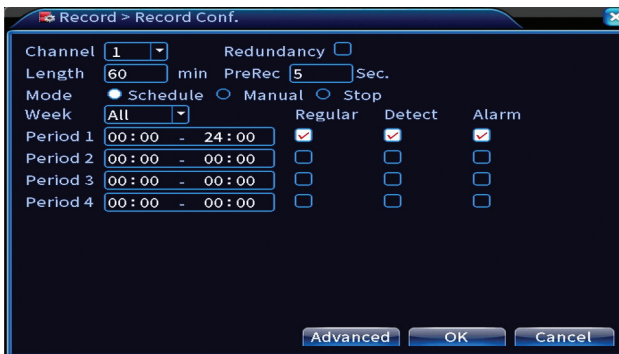 Record > Record Conf.
Channel 1 Redundancy
Length 60 min PreRec 5 Sec.
Mode Schedule Manual Stop
Week All Regular Detect Alarm
Period 1 00:00 - 24:00
Period 2 00:00 - 00:00
Period 3 00:00 - 00:00
Period 4 00:00 - 00:00
Advanced OK Cancel